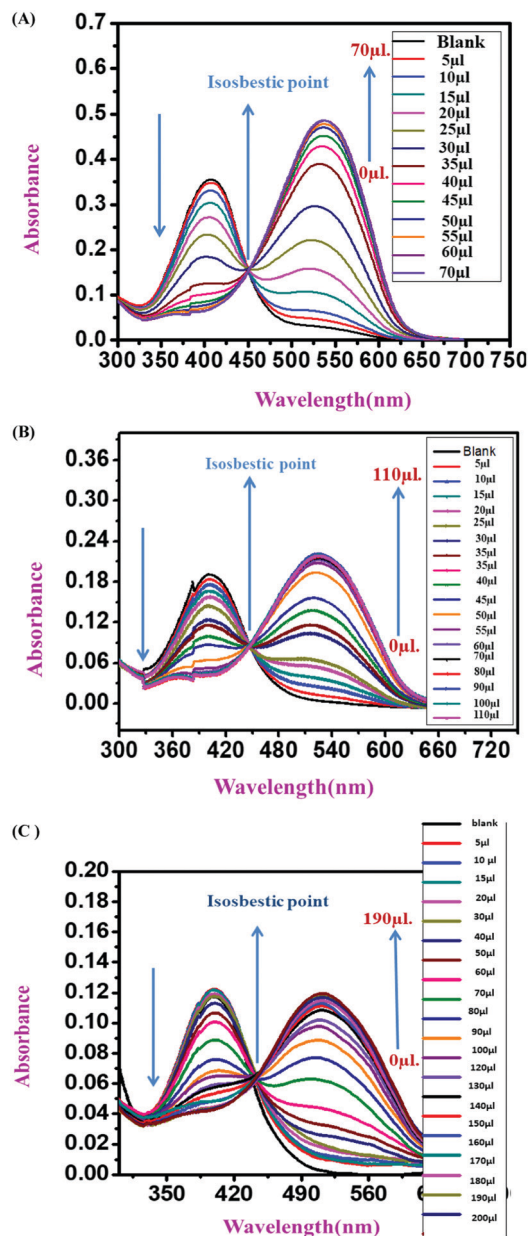 (A)
0.7
0.6
0.5
0.4
0.3
0.2
0.1
0.0
Absorbance
300 350 400 450 500 550 600 650 700 750
Wavelength(nm)
Isosbestic point
70µl.
0µl.
Blank
5µl
10µl
15µl
20µl
25µl
30µl
35µl
40µl
45µl
50µl
55µl
60µl
70µl
(B)
0.36
0.30
0.24
0.18
0.12
0.06
0.00
Absorbance
300 360 420 480 540 600 660 720
Wavelength(nm)
Isosbestic point
110µl.
0µl.
Blank
5µl
10µl
15µl
20µl
25µl
30µl
35µl
35µl
40µl
45µl
50µl
55µl
60µl
70µl
80µl
90µl
100µl
110µl
(C )
0.20
0.18
0.16
0.14
0.12
0.10
0.08
0.06
0.04
0.02
0.00
Absorbance
350 420 490 560
Wavelength(nm)
Isosbestic point
190µl.
0µl.
blank
5µl
10 µl
15µl
20µl
30µl
40µl
50µl
60µl
70µl
80µl
90µl
100µl
120µl
130µl
140µl
150µl
160µl
170µl
180µl
190µl
200µl